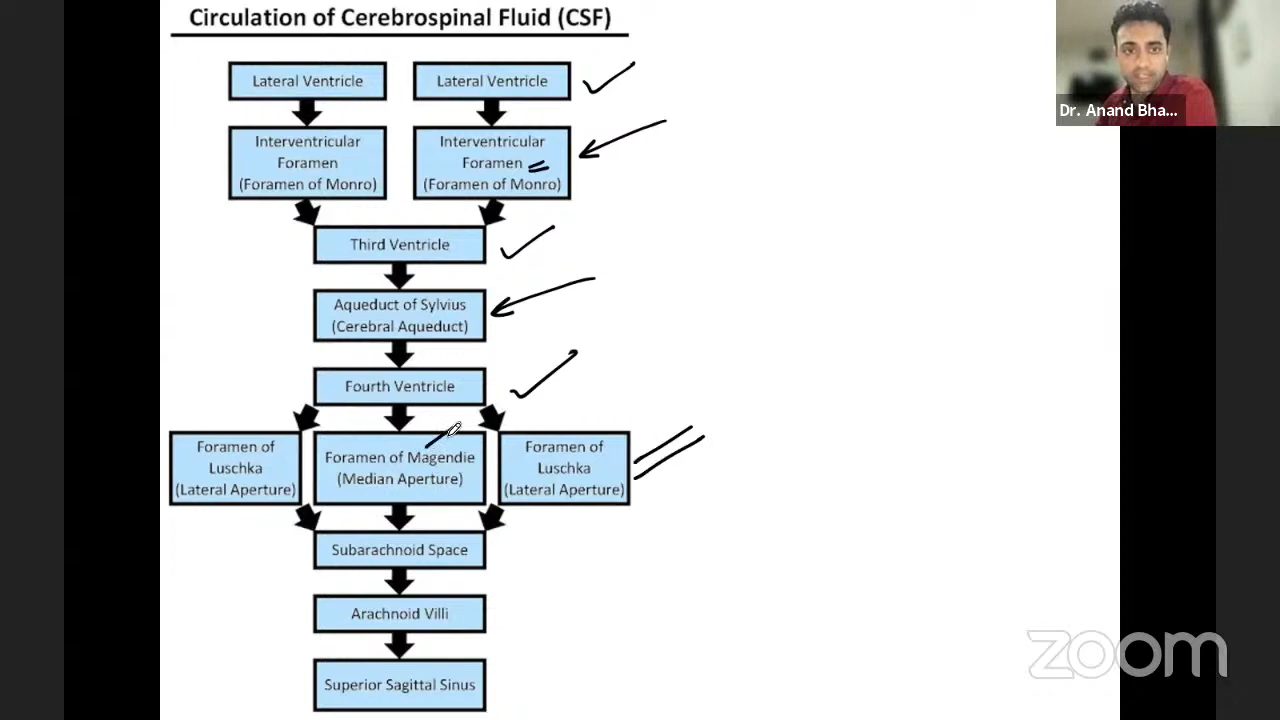 Circulation of Cerebrospinal Fluid (CSF)
Dr. Anand Bha...
Lateral Ventricle
Lateral Ventricle
Interventricular
Foramen
(Foramen of Monro)
Interventricular
Foramen
(Foramen of Monro)
Third Ventricle
Aqueduct of Sylvius
(Cerebral Aqueduct)
Fourth Ventricle
Foramen of
Luschka
(Lateral Aperture)
Foramen of Magendie
(Median Aperture)
Foramen of
Luschka
(Lateral Aperture)
Subarachnoid Space
Arachnoid Villi
Superior Sagittal Sinus
zoom